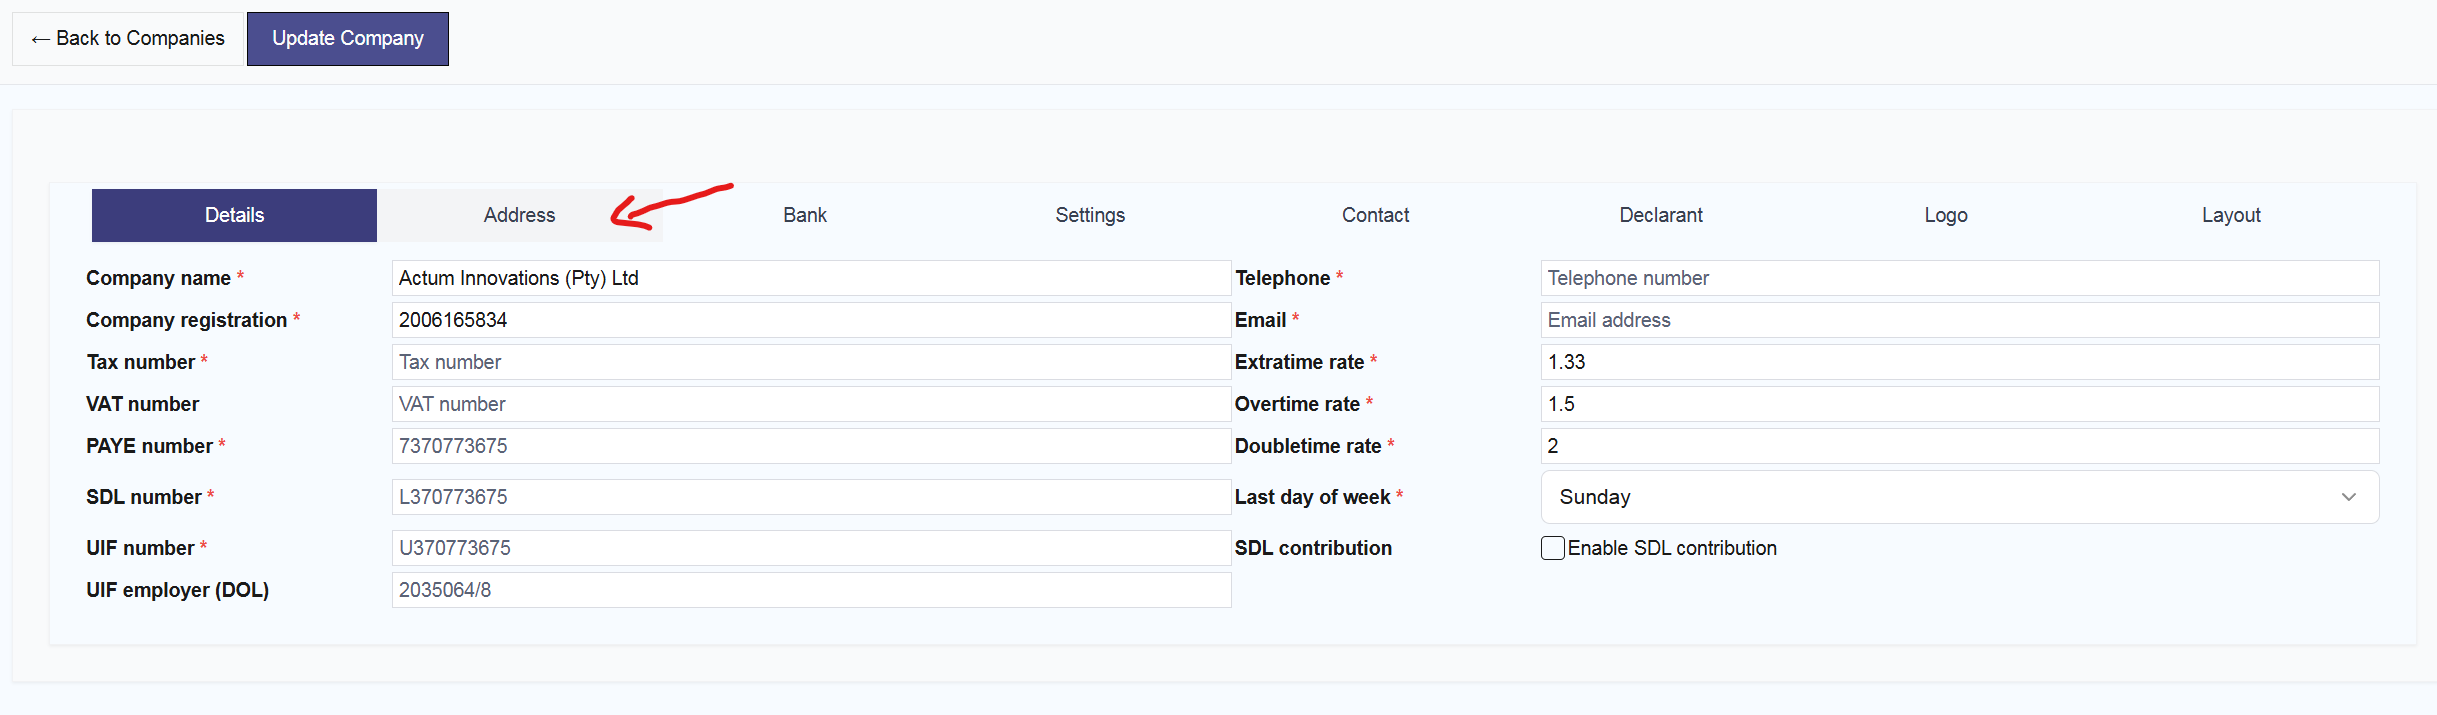 ← Back to Companies Update Company
Details Address Bank Settings Contact Declarant Logo Layout
Company name * Actum Innovations (Pty) Ltd Telephone * Telephone number
Company registration * 2006165834 Email * Email address
Tax number * Tax number Extratime rate * 1.33
VAT number VAT number Overtime rate * 1.5
PAYE number * 7370773675 Doubletime rate * 2
SDL number * L370773675 Last day of week * Sunday
UIF number * U370773675 SDL contribution Enable SDL contribution
UIF employer (DOL) 2035064/8